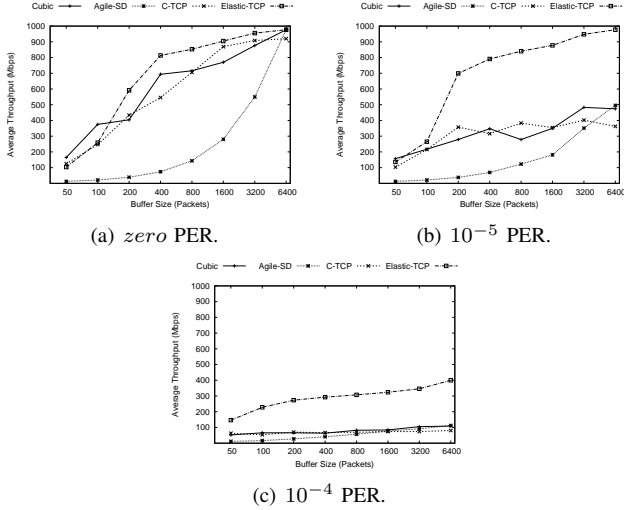 Cubic Agile-SD C-TCP Elastic-TCP
1000
900
800
700
600
500
400
300
200
100
50 100 200 400 800 1600 3200 6400
Average Throughput (Mbps)
Buffer Size (Packets)
(a) zero PER.
Cubic Agile-SD C-TCP Elastic-TCP
1000
900
800
700
600
500
400
300
200
100
50 100 200 400 800 1600 3200 6400
Average Throughput (Mbps)
Buffer Size (Packets)
(b) 10⁻⁵ PER.
Cubic Agile-SD C-TCP Elastic-TCP
1000
900
800
700
600
500
400
300
200
100
50 100 200 400 800 1600 3200 6400
Average Throughput (Mbps)
Buffer Size (Packets)
(c) 10⁻⁴ PER.